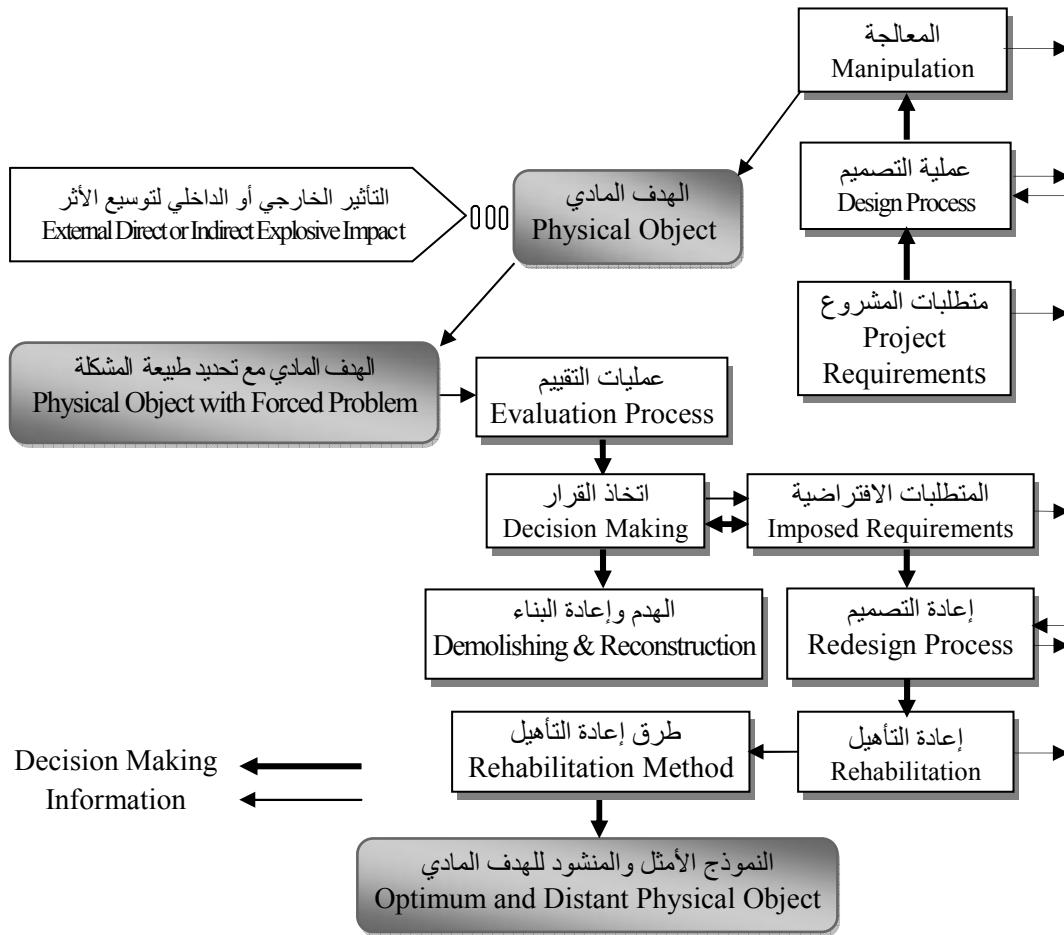 المعالجة
Manipulation
عملية التصميم
Design Process
التأثير الخارجي أو الداخلي لتوسيع الأثر
External Direct or Indirect Explosive Impact
الهدف المادي
Physical Object
متطلبات المشروع
Project
Requirements
الهدف المادي مع تحديد طبيعة المشكلة
Physical Object with Forced Problem
عمليات التقييم
Evaluation Process
اتخاذ القرار
Decision Making
المتطلبات الافتراضية
Imposed Requirements
الهدم وإعادة البناء
Demolishing & Reconstruction
إعادة التصميم
Redesign Process
طرق إعادة التأهيل
Rehabilitation Method
إعادة التأهيل
Rehabilitation
Decision Making
Information
النموذج الأمثل والمنشود للهدف المادي
Optimum and Distant Physical Object